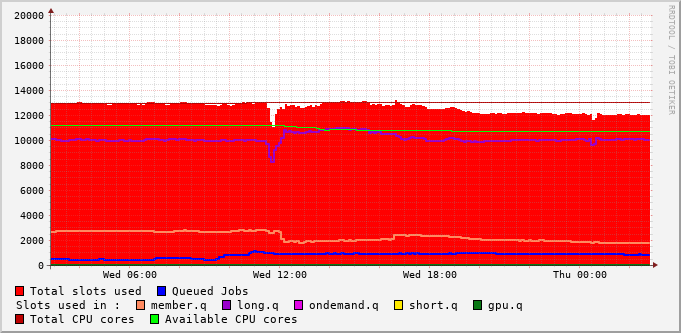 20000
18000
16000
14000
12000
10000
8000
6000
4000
2000
0
Wed 06:00 Wed 12:00 Wed 18:00 Thu 00:00
Total slots used Queued Jobs
Slots used in : member.q long.q ondemand.q short.q gpu.q
Total CPU cores Available CPU cores
RRDTOOL / TOBI OETIKER